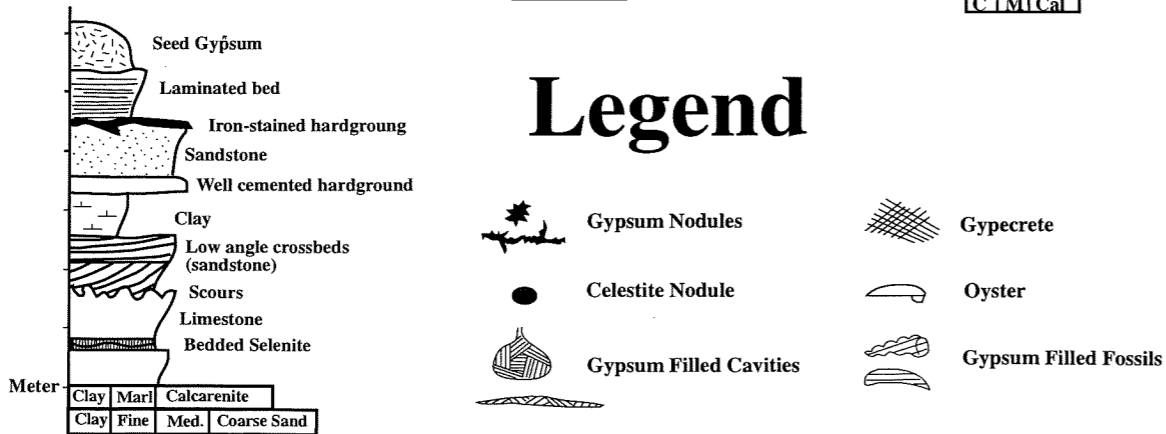 C M Cal
Seed Gypsum
Laminated bed
Iron-stained hardgroung
Sandstone
Well cemented hardground
Clay
Low angle crossbeds
(sandstone)
Scours
Limestone
Bedded Selenite
Meter
Clay Marl Calcarenite
Clay Fine Med. Coarse Sand
Legend
Gypsum Nodules
Celestite Nodule
Gypsum Filled Cavities
Gypecrete
Oyster
Gypsum Filled Fossils